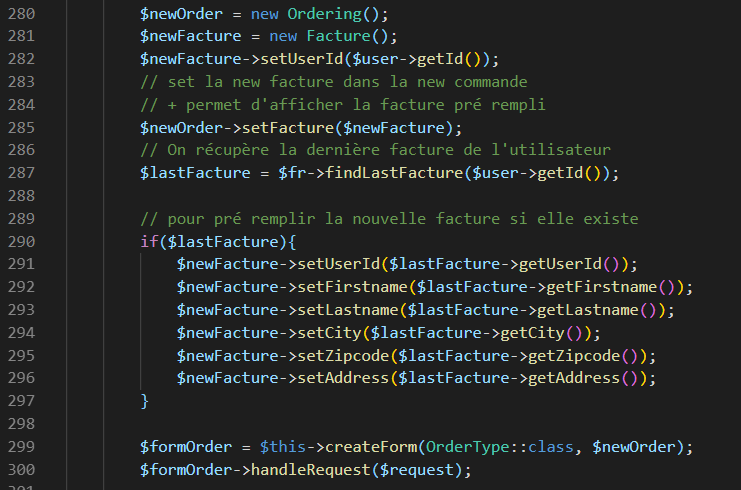 280 $newOrder = new Ordering();
281 $newFacture = new Facture();
282 $newFacture->setUserId($user->getId());
283 // set la new facture dans la new commande
284 // + permet d'afficher la facture pré rempli
285 $newOrder->setFacture($newFacture);
286 // On récupère la dernière facture de l'utilisateur
287 $lastFacture = $fr->findLastFacture($user->getId());
288
289 // pour pré remplir la nouvelle facture si elle existe
290 if($lastFacture){
291 $newFacture->setUserId($lastFacture->getUserId());
292 $newFacture->setFirstname($lastFacture->getFirstname());
293 $newFacture->setLastname($lastFacture->getLastname());
294 $newFacture->setCity($lastFacture->getCity());
295 $newFacture->setZipcode($lastFacture->getZipcode());
296 $newFacture->setAddress($lastFacture->getAddress());
297 }
298
299 $formOrder = $this->createForm(OrderType::class, $newOrder);
300 $formOrder->handleRequest($request);